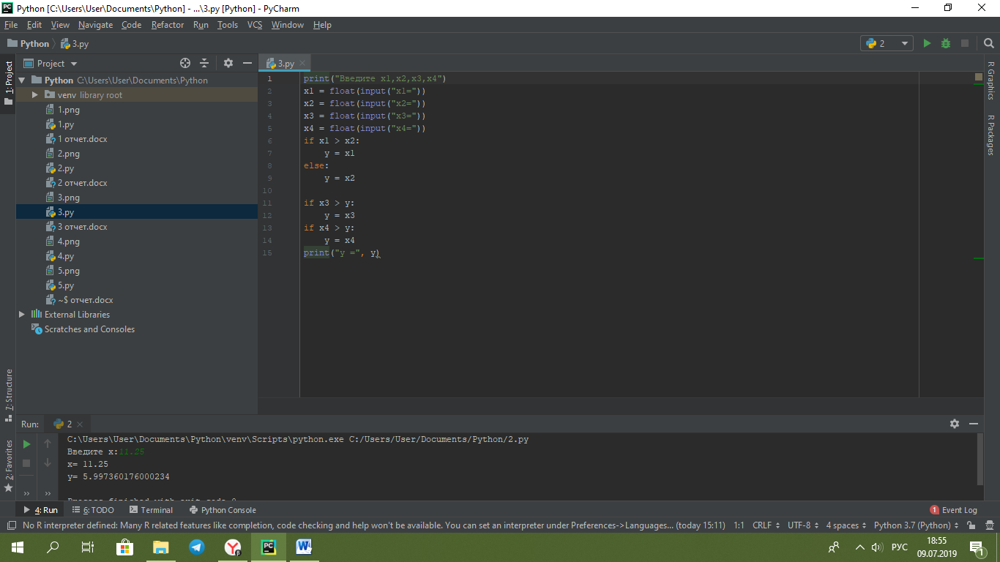 Python [C:\Users\User\Documents\Python] - ...\3.py [Python] - PyCharm
File Edit View Navigate Code Refactor Run Tools VCS Window Help
Python 3.py
2
Project
3.py
1: Project
Python C:\Users\User\Documents\Python
venv library root
1.png
1.py
1 отчет.docx
2.png
2.py
2 отчет.docx
3.png
3.py
3 отчет.docx
4.png
4.py
5.png
5.py
~$ отчет.docx
External Libraries
Scratches and Consoles
7: Structure
2: Favorites
1 print("Введите x1,x2,x3,x4")
2 x1 = float(input("x1="))
3 x2 = float(input("x2="))
4 x3 = float(input("x3="))
5 x4 = float(input("x4="))
6 if x1 > x2:
7     y = x1
8 else:
9     y = x2
10
11 if x3 > y:
12     y = x3
13 if x4 > y:
14     y = x4
15 print("y =", y)
R Graphics
R Packages
Run: 2
C:\Users\User\Documents\Python\venv\Scripts\python.exe C:/Users/User/Documents/Python/2.py
Введите x:11.25
x= 11.25
y= 5.997360176000234
Process finished with exit code 0
4: Run 6: TODO Terminal Python Console 1 Event Log
No R interpreter defined: Many R related features like completion, code checking and help won't be available. You can set an interpreter under Preferences->Languages... (today 15:11) 1:1 CRLF UTF-8 4 spaces Python 3.7 (Python)
PC
W
РУС
18:55
09.07.2019
1